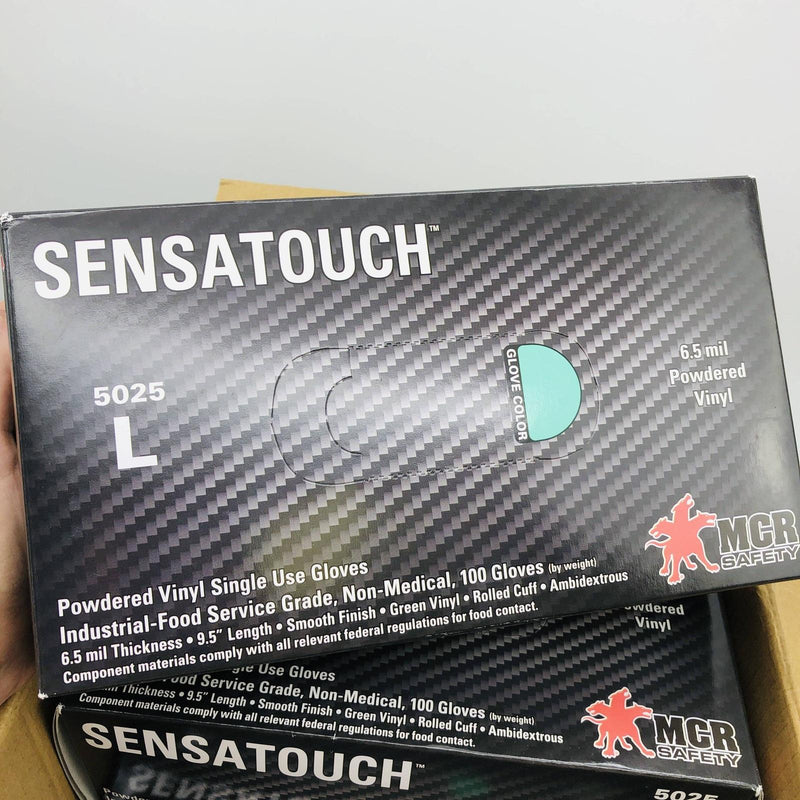 SENSATOUCH™
5025
L
GLOVE COLOR
6.5 mil
Powdered
Vinyl
Powdered Vinyl Single Use Gloves
Industrial-Food Service Grade, Non-Medical, 100 Gloves (by weight)
6.5 mil Thickness • 9.5" Length • Smooth Finish • Green Vinyl • Rolled Cuff • Ambidextrous
Component materials comply with all relevant federal regulations for food contact.
MCR
SAFETY
Vinyl
Use Gloves
Service Grade, Non-Medical, 100 Gloves (by weight)
Thickness • 9.5" Length • Smooth Finish • Green Vinyl • Rolled Cuff • Ambidextrous
Component materials comply with all relevant federal regulations for food contact.
MCR
SAFETY
SENSATOUCH™
5025